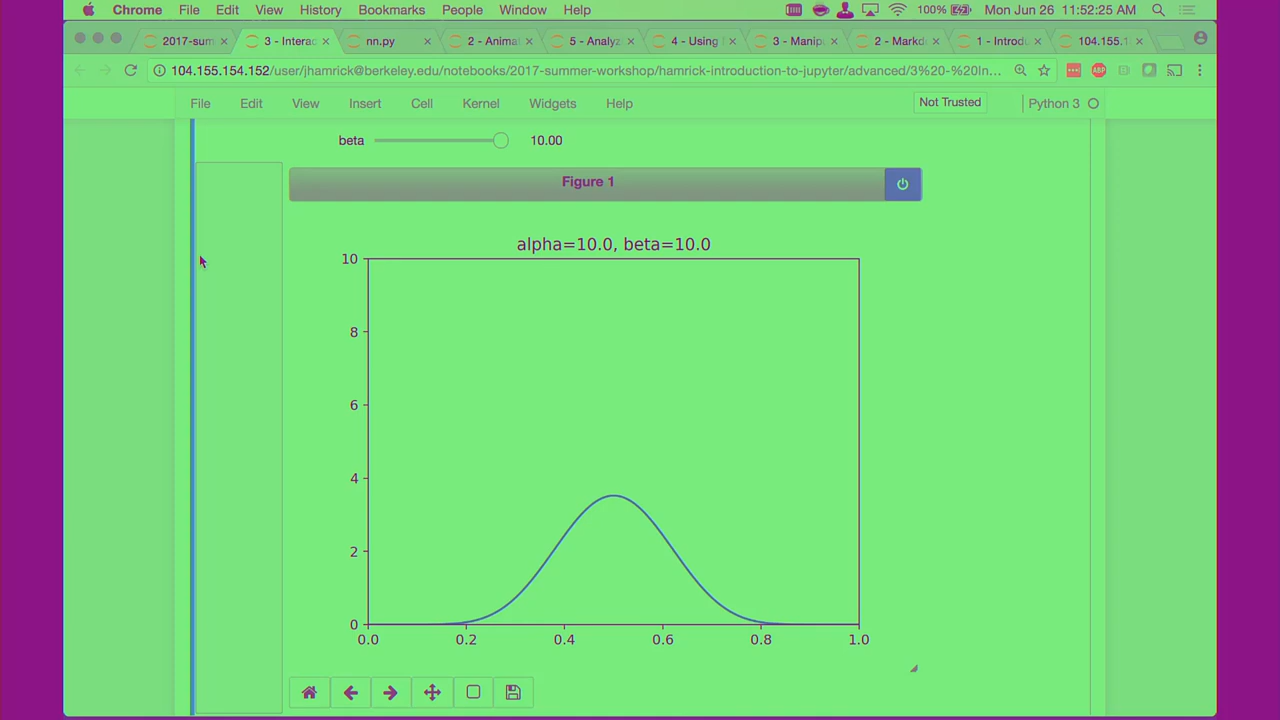 Chrome File Edit View History Bookmarks People Window Help 100% Mon Jun 26 11:52:25 AM
2017-sum 3 - Interac nn.py 2 - Anima 5 - Analyz 4 - Using 3 - Manip 2 - Markd 1 - Introdu 104.155.1
104.155.154.152/user/jhamrick@berkeley.edu/notebooks/2017-summer-workshop/hamrick-introduction-to-jupyter/advanced/3%20-%20In...
File Edit View Insert Cell Kernel Widgets Help Not Trusted Python 3
beta 10.00
Figure 1
alpha=10.0, beta=10.0
10
8
6
4
2
0
0.0 0.2 0.4 0.6 0.8 1.0